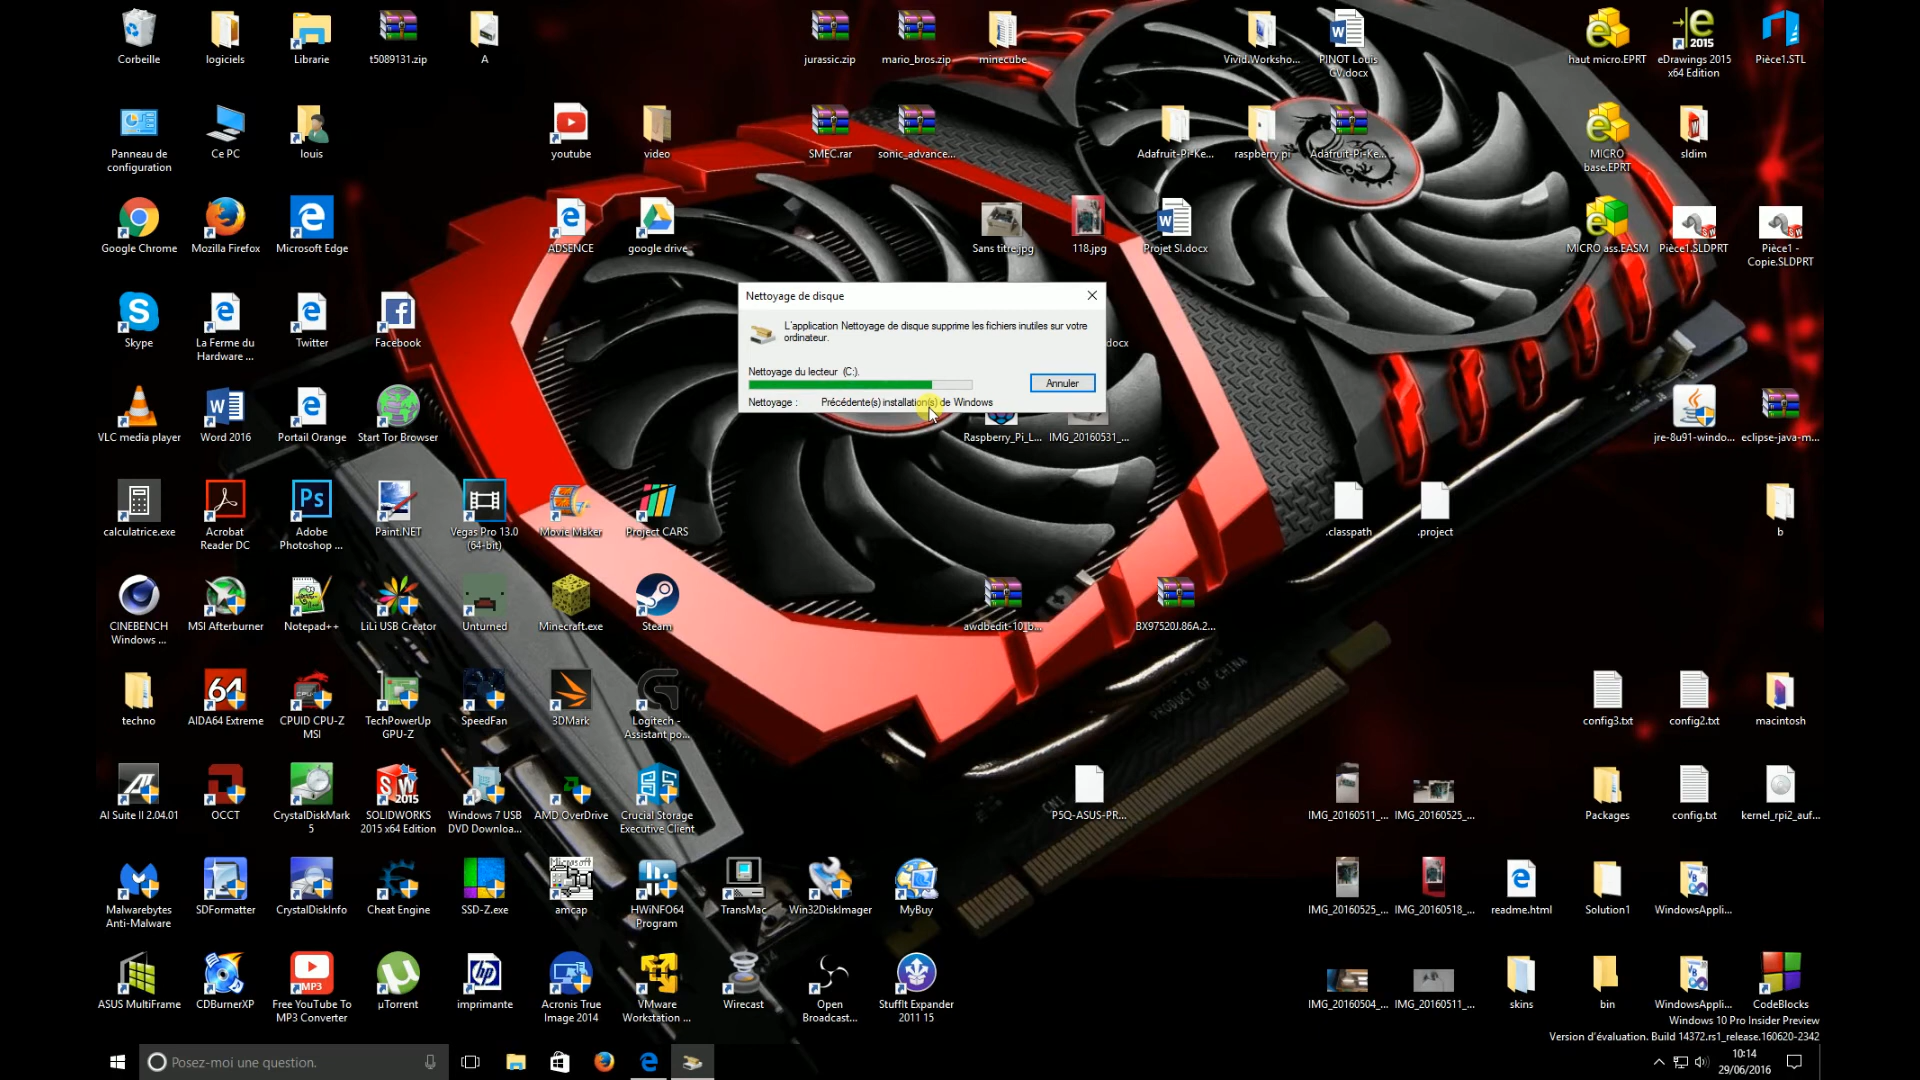 Corbeille
logiciels
Librarie
t5089131.zip
A
jurassic.zip
mario_bros.zip
minecube
Vivid.Worksho...
PINOT Louis
CV.docx
haut micro.EPRT
eDrawings 2015
x64 Edition
Pièce1.STL
Panneau de
configuration
Ce PC
louis
youtube
video
SMEC.rar
sonic_advance...
Adafruit-Pi-Ke...
raspberry pi
Adafruit-Pi-Ke...
MICRO
base.EPRT
sldim
Google Chrome
Mozilla Firefox
Microsoft Edge
ADSENCE
google drive
Sans titre.jpg
118.jpg
Projet SI.docx
MICRO ass.EASM
Pièce1.SLDPRT
Pièce1 -
Copie.SLDPRT
Nettoyage de disque
L'application Nettoyage de disque supprime les fichiers inutiles sur votre
ordinateur.
Nettoyage du lecteur (C:).
Annuler
Nettoyage : Précédente(s) installation(s) de Windows
Skype
La Ferme du
Hardware ...
Twitter
Facebook
docx
VLC media player
Word 2016
Portail Orange
Start Tor Browser
Raspberry_Pi_L...
IMG_20160531_...
jre-8u91-windo...
eclipse-java-m...
calculatrice.exe
Acrobat
Reader DC
Adobe
Photoshop ...
Paint.NET
Vegas Pro 13.0
(64-bit)
Movie Maker
Project CARS
.classpath
.project
b
CINEBENCH
Windows ...
MSI Afterburner
Notepad++
LiLi USB Creator
Unturned
Minecraft.exe
Steam
awdbedit-10_b...
BX97520J.86A.2...
PRODUCT OF CHINA
techno
AIDA64 Extreme
CPUID CPU-Z
MSI
TechPowerUp
GPU-Z
SpeedFan
3DMark
Logitech -
Assistant po...
config3.txt
config2.txt
macintosh
AI Suite II 2.04.01
OCCT
CrystalDiskMark
5
SOLIDWORKS
2015 x64 Edition
Windows 7 USB
DVD Downloa...
AMD OverDrive
Crucial Storage
Executive Client
P5Q-ASUS-PR...
IMG_20160511_...
IMG_20160525_...
Packages
config.txt
kernel_rpi2_auf...
Malwarebytes
Anti-Malware
SDFormatter
CrystalDiskInfo
Cheat Engine
SSD-Z.exe
amcap
HWiNFO64
Program
TransMac
Win32DiskImager
MyBuy
IMG_20160525_...
IMG_20160518_...
readme.html
Solution1
WindowsAppli...
ASUS MultiFrame
CDBurnerXP
Free YouTube To
MP3 Converter
µTorrent
imprimante
Acronis True
Image 2014
VMware
Workstation ...
Wirecast
Open
Broadcast...
StuffIt Expander
2011 15
IMG_20160504_...
IMG_20160511_...
skins
bin
WindowsAppli...
CodeBlocks
Windows 10 Pro Insider Preview
Version d'évaluation. Build 14372.rs1_release.160620-2342
Posez-moi une question.
10:14
29/06/2016